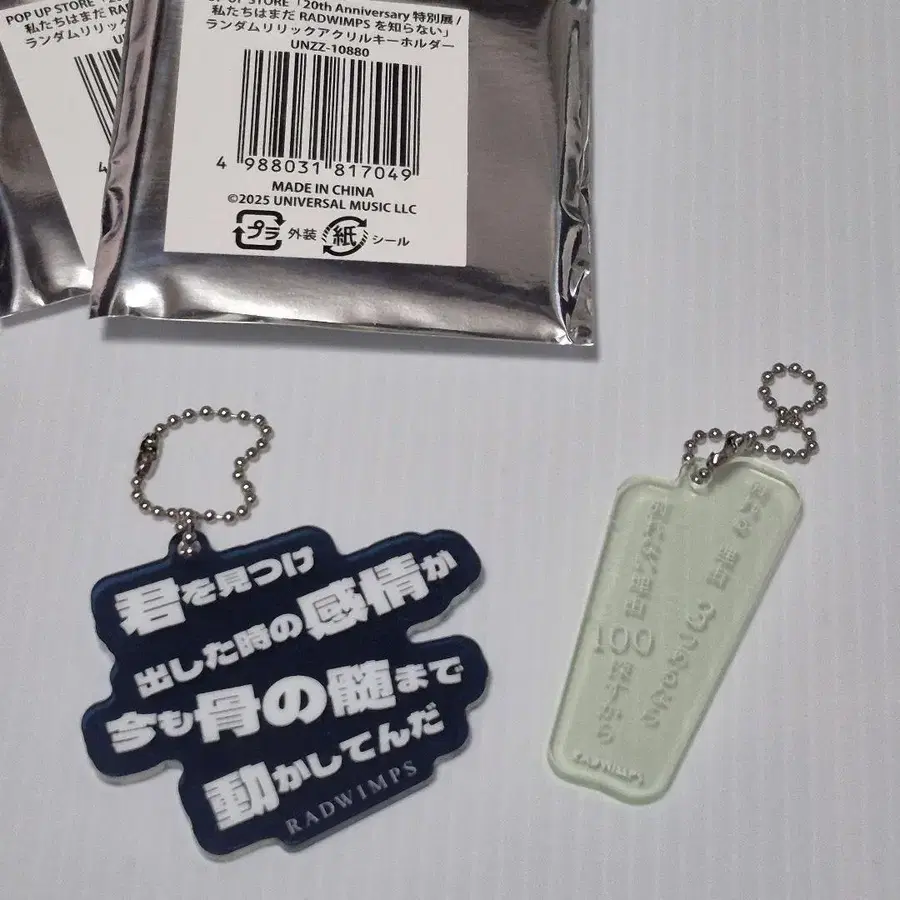 POP UP STORE「20
私たちはまだ RAD
ランダムリリック
UN
4
POP UP STORE「20th Anniversary 特別展 /
私たちはまだ RADWIMPS を知らない」
ランダムリリックアクリルキーホルダー
UNZZ-10880
4 988031 817049
MADE IN CHINA
©2025 UNIVERSAL MUSIC LLC
プラ 外装 紙 シール
君を見つけ
出した時の感情が
今も骨の髄まで
動かしてんだ
RADWIMPS
100
RADWIMPS